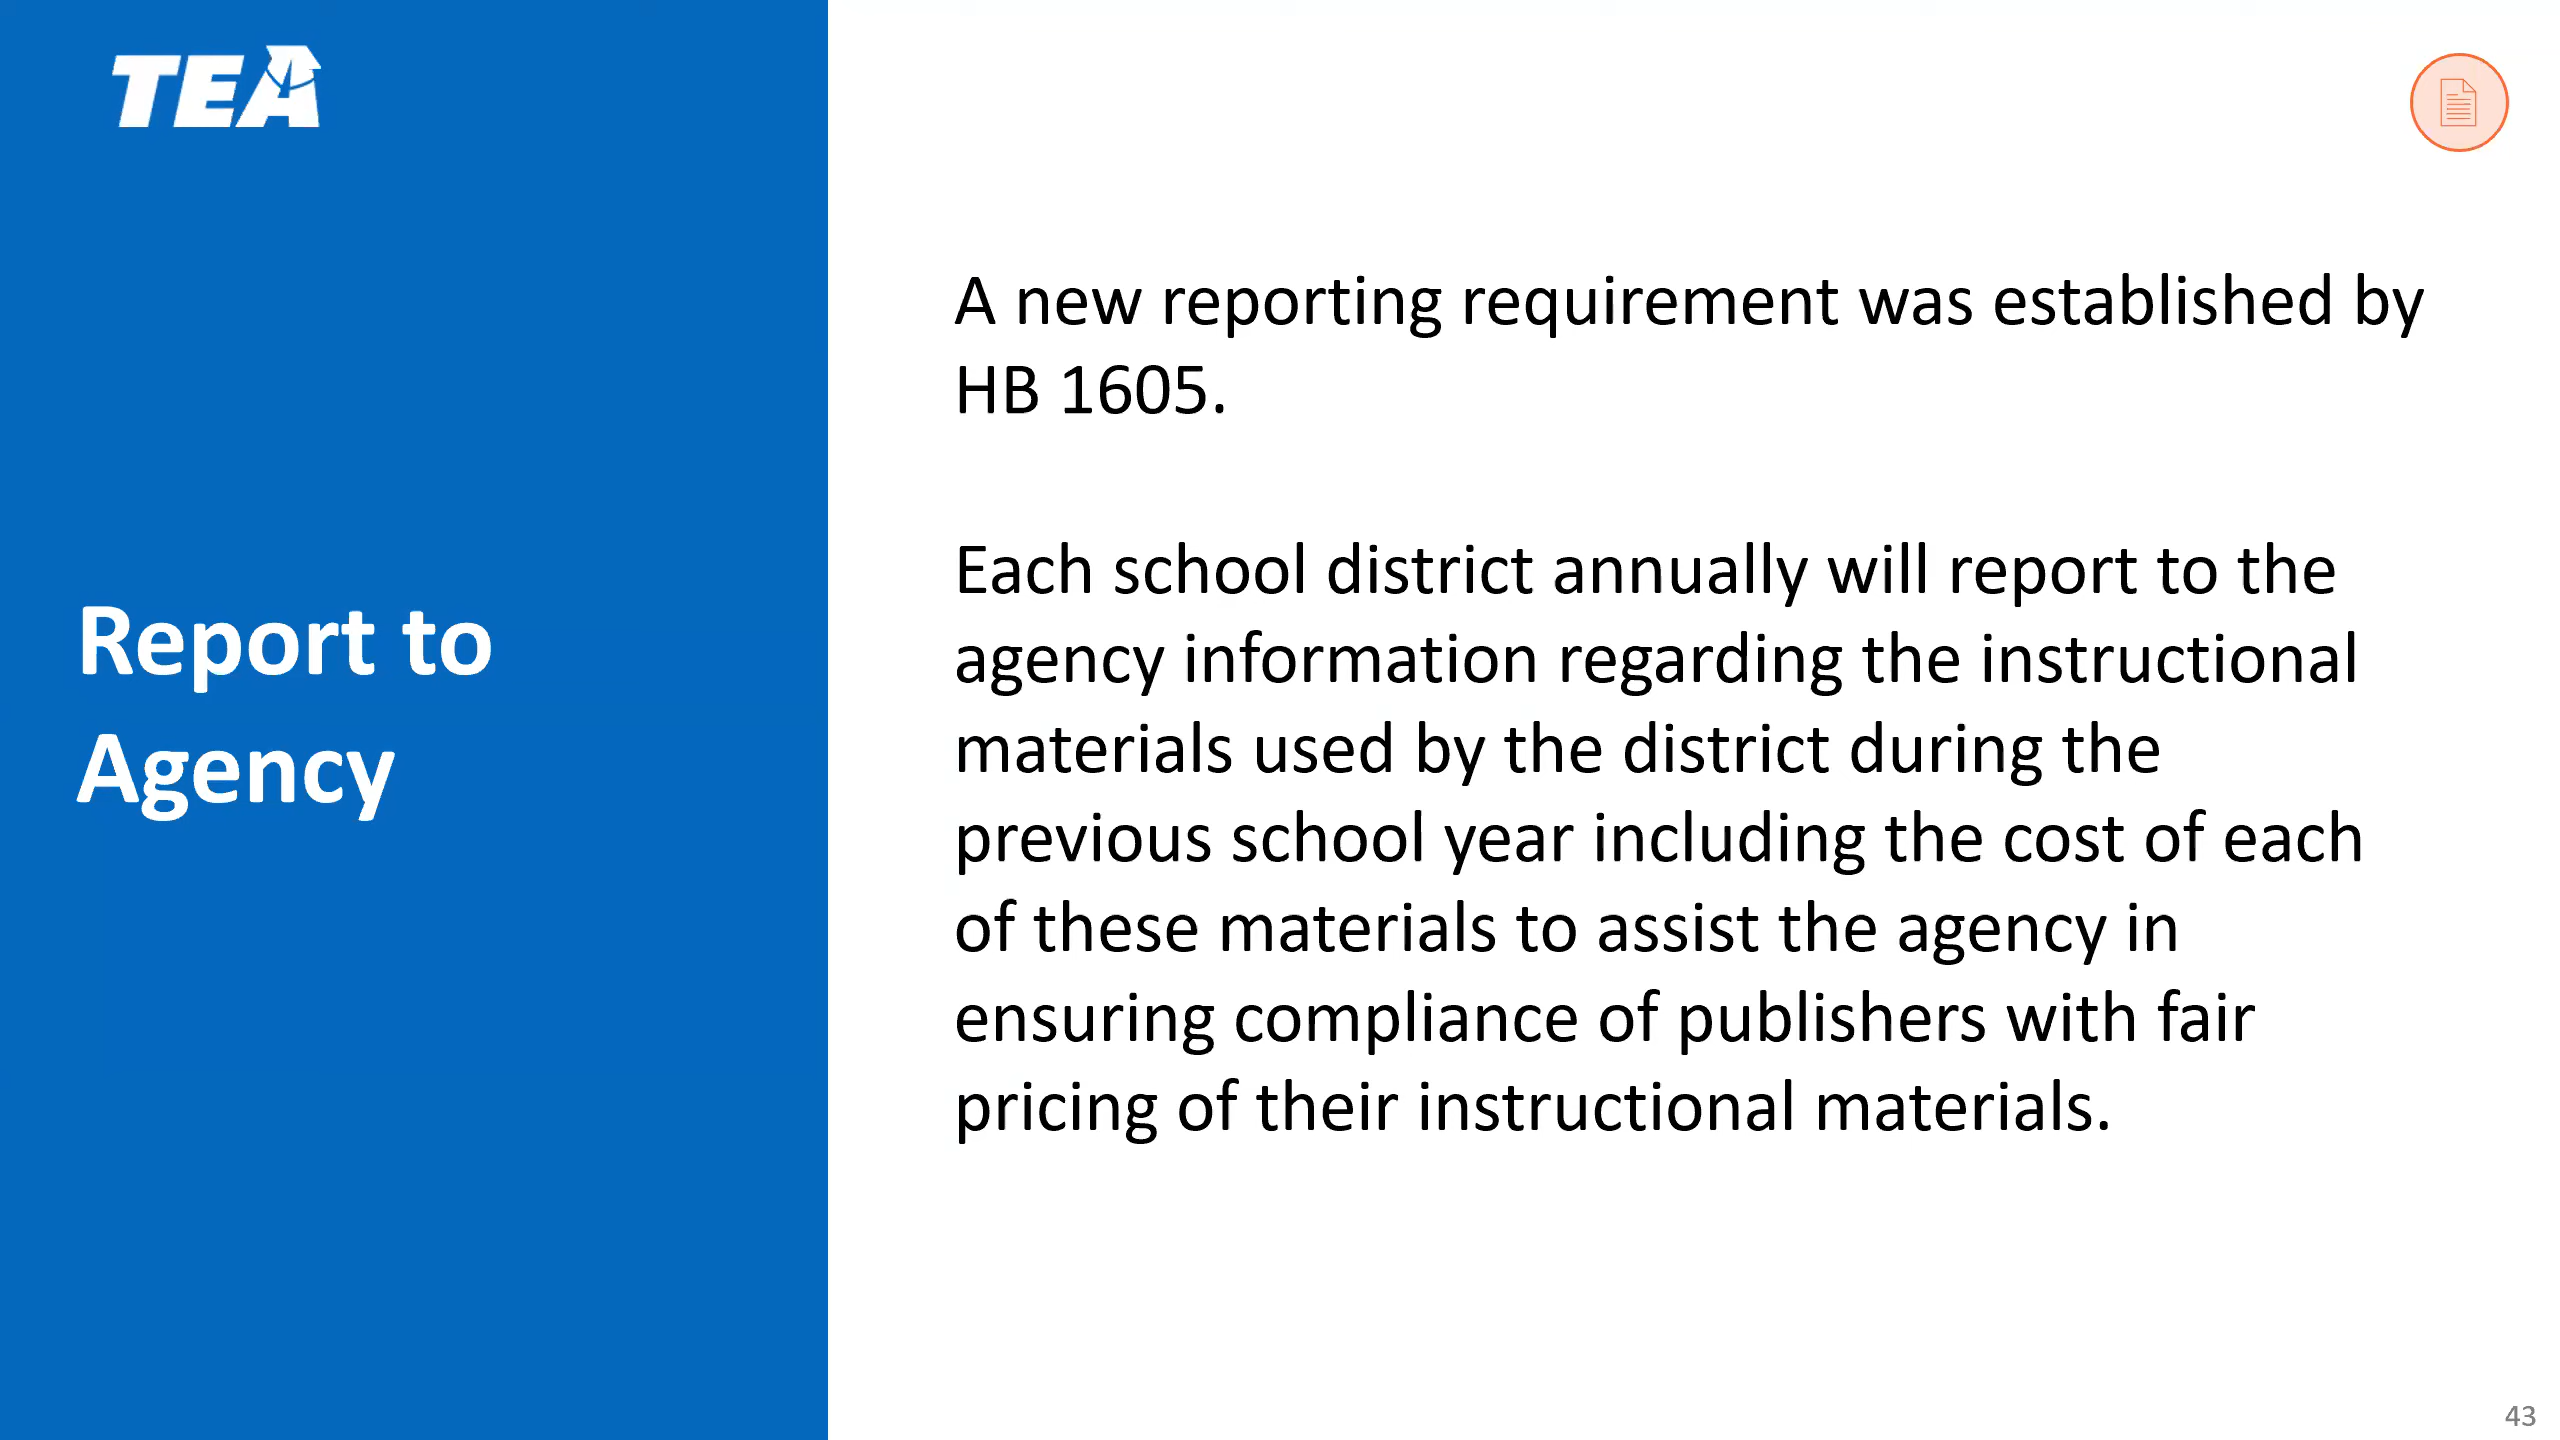 TEA
Report to
Agency
A new reporting requirement was established by
HB 1605.
Each school district annually will report to the
agency information regarding the instructional
materials used by the district during the
previous school year including the cost of each
of these materials to assist the agency in
ensuring compliance of publishers with fair
pricing of their instructional materials.
43